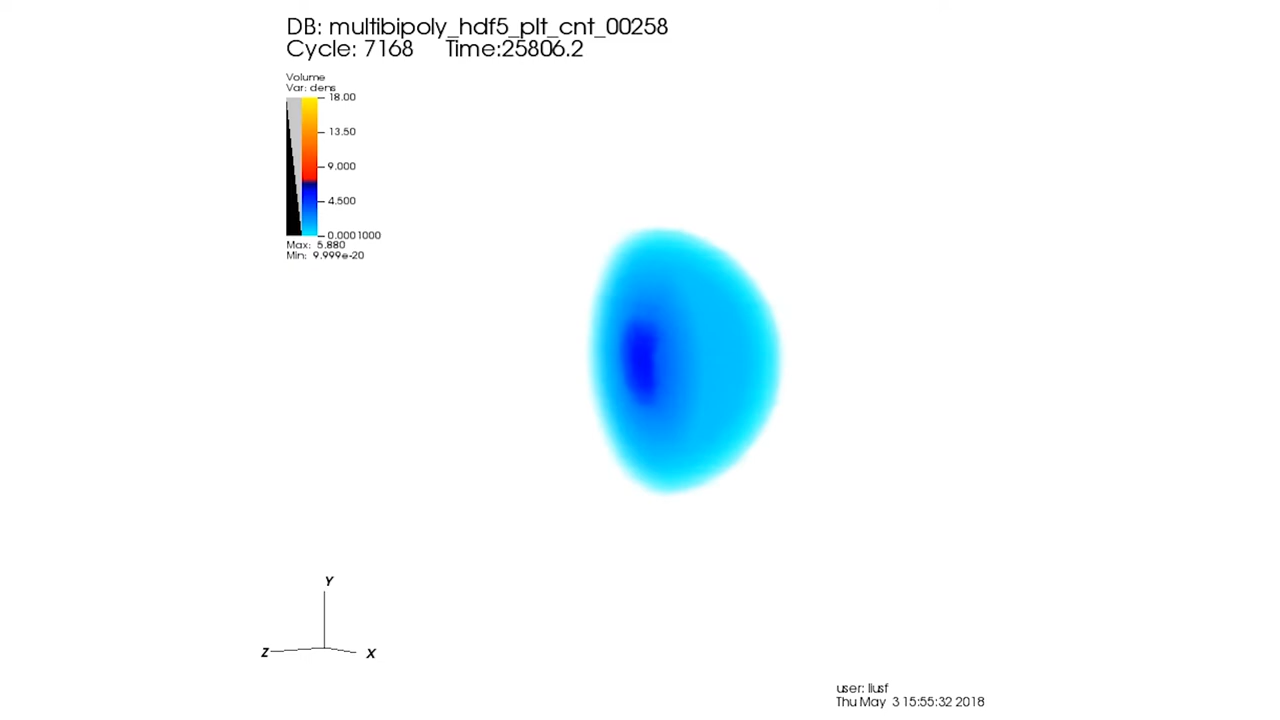 DB: multibipoly_hdf5_plt_cnt_00258
Cycle: 7168 Time:25806.2
Volume
Var: dens
18.00
13.50
9.000
4.500
0.0001000
Max: 5.880
Min: 9.999e-20
Y
Z
X
user: liusf
Thu May 3 15:55:32 2018